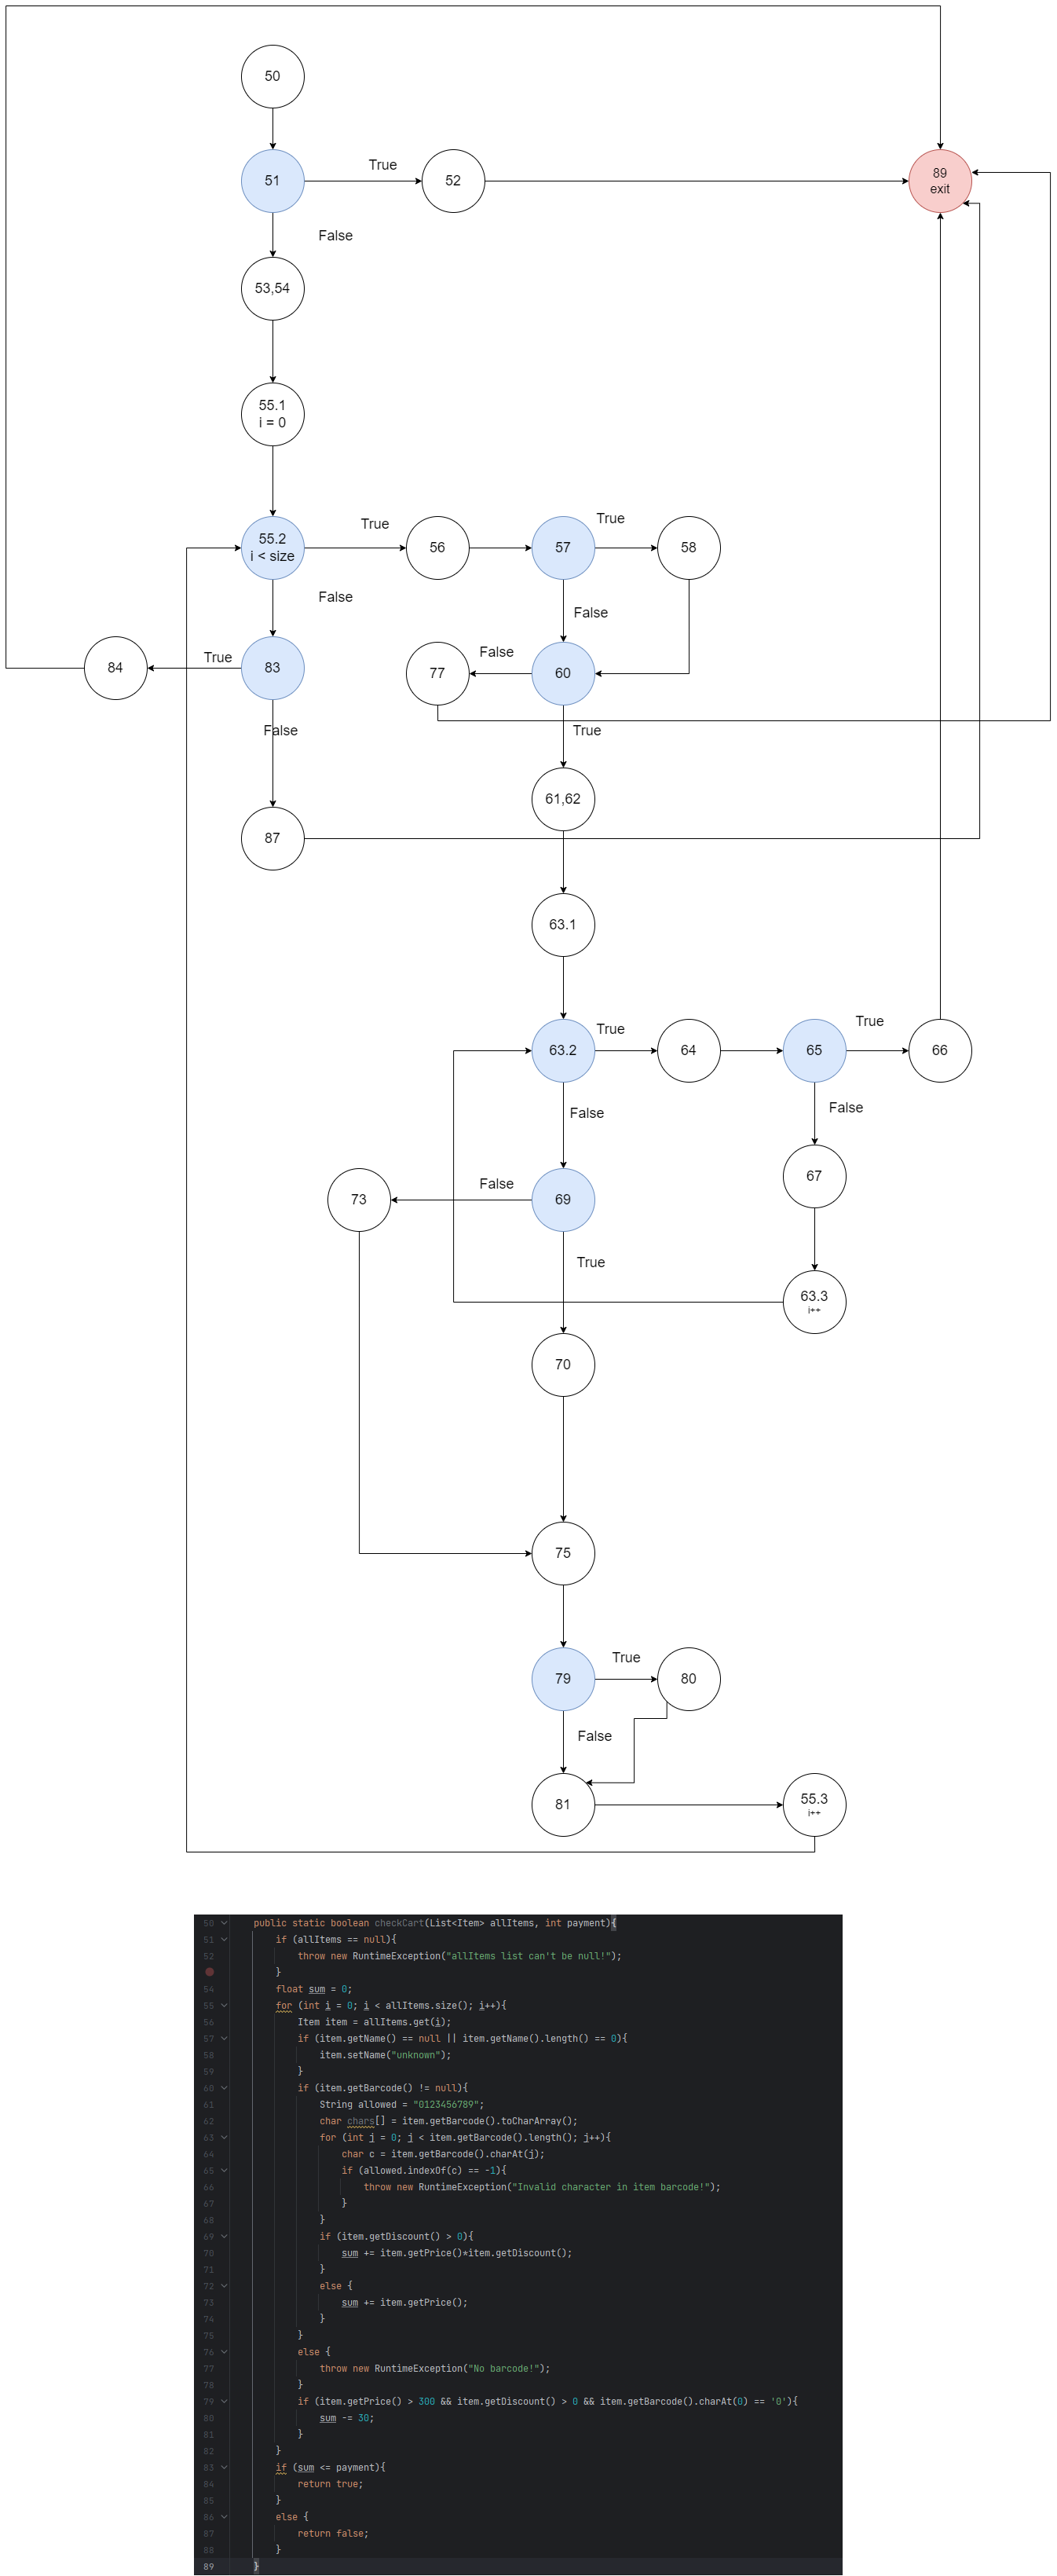 50
51
True
52
89
exit
False
53,54
55.1
i = 0
55.2
i < size
True
56
57
True
58
False
False
84
True
83
77
False
60
False
True
61,62
87
63.1
63.2
True
64
65
True
66
False
False
67
73
False
69
True
63.3
i++
70
75
79
True
80
False
81
55.3
i++
50 public static boolean checkCart(List<Item> allItems, int payment){
51 if (allItems == null){
52 throw new RuntimeException("allItems list can't be null!");
}
54 float sum = 0;
55 for (int i = 0; i < allItems.size(); i++){
56 Item item = allItems.get(i);
57 if (item.getName() == null || item.getName().length() == 0){
58 item.setName("unknown");
59 }
60 if (item.getBarcode() != null){
61 String allowed = "0123456789";
62 char chars[] = item.getBarcode().toCharArray();
63 for (int j = 0; j < item.getBarcode().length(); j++){
64 char c = item.getBarcode().charAt(j);
65 if (allowed.indexOf(c) == -1){
66 throw new RuntimeException("Invalid character in item barcode!");
67 }
68 }
69 if (item.getDiscount() > 0){
70 sum += item.getPrice()*item.getDiscount();
71 }
72 else {
73 sum += item.getPrice();
74 }
75 }
76 else {
77 throw new RuntimeException("No barcode!");
78 }
79 if (item.getPrice() > 300 && item.getDiscount() > 0 && item.getBarcode().charAt(0) == '0'){
80 sum -= 30;
81 }
82 }
83 if (sum <= payment){
84 return true;
85 }
86 else {
87 return false;
88 }
89 }